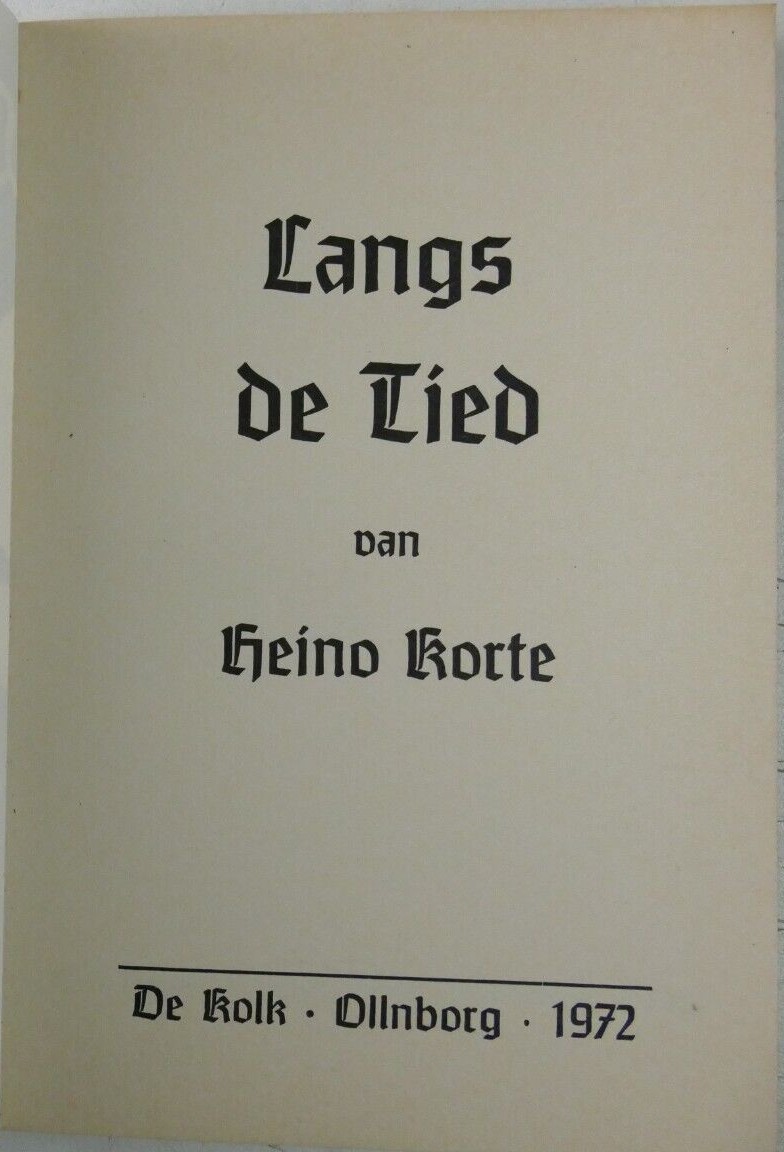 Langs
de Tied
van
Heino Korte
De Kolk · Ollnborg · 1972